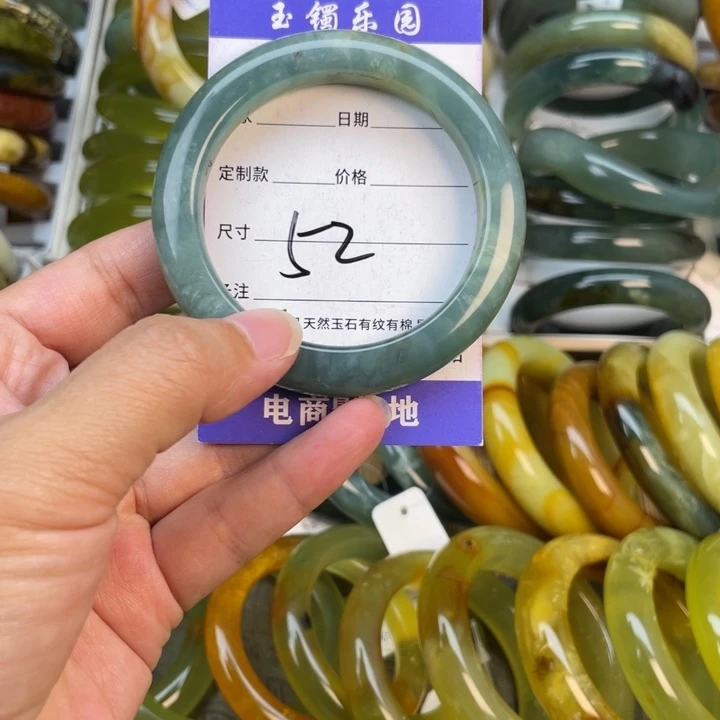 玉镯乐园
日期
定制款 价格
尺寸 52
注
天然玉石有纹有棉
电商 地